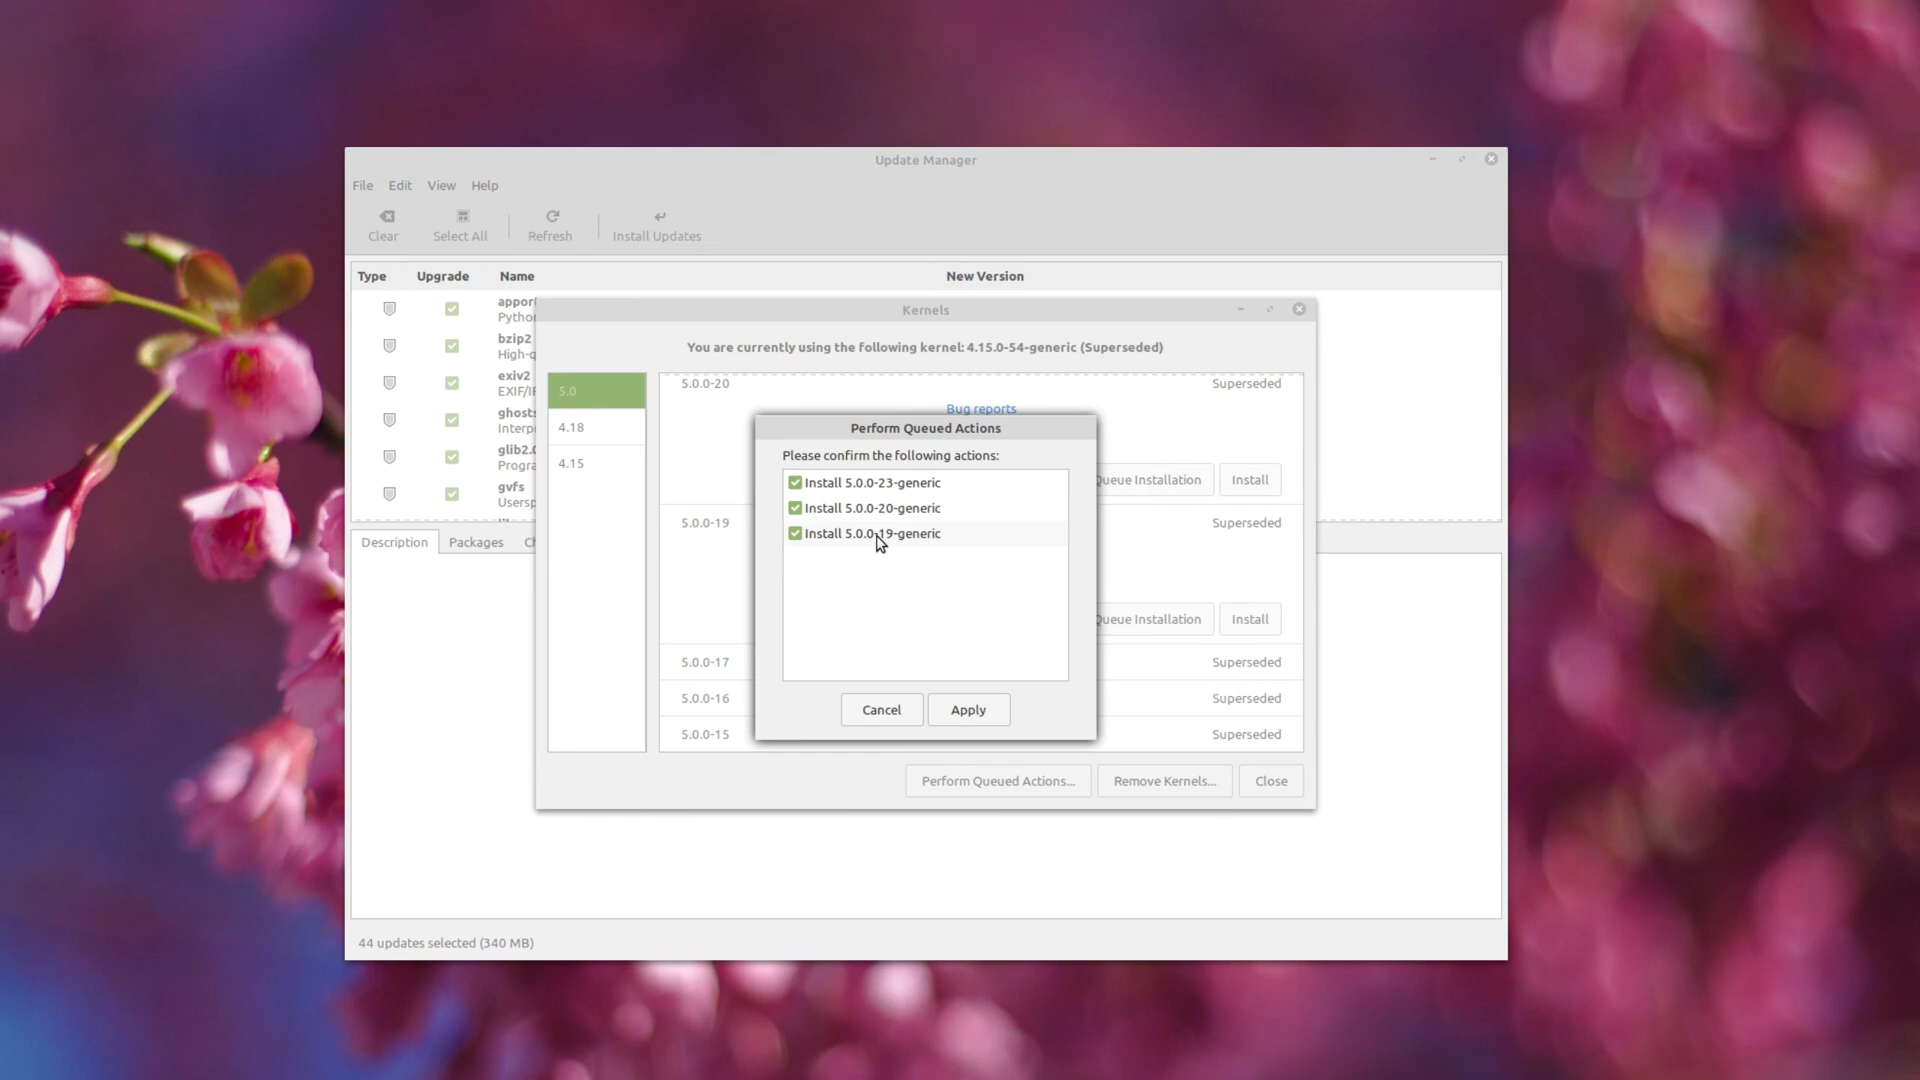 Update Manager
File Edit View Help
Clear Select All Refresh Install Updates
Type Upgrade Name New Version
Kernels
You are currently using the following kernel: 4.15.0-54-generic (Superseded)
bzip2
exiv2
gvfs
5.0
4.18
4.15
5.0.0-20 Superseded
Bug reports
Queue Installation Install
5.0.0-19 Superseded
Queue Installation Install
5.0.0-17 Superseded
5.0.0-16 Superseded
5.0.0-15 Superseded
Perform Queued Actions
Please confirm the following actions:
Install 5.0.0-23-generic
Install 5.0.0-20-generic
Install 5.0.0-19-generic
Cancel Apply
Perform Queued Actions... Remove Kernels... Close
Description Packages
44 updates selected (340 MB)